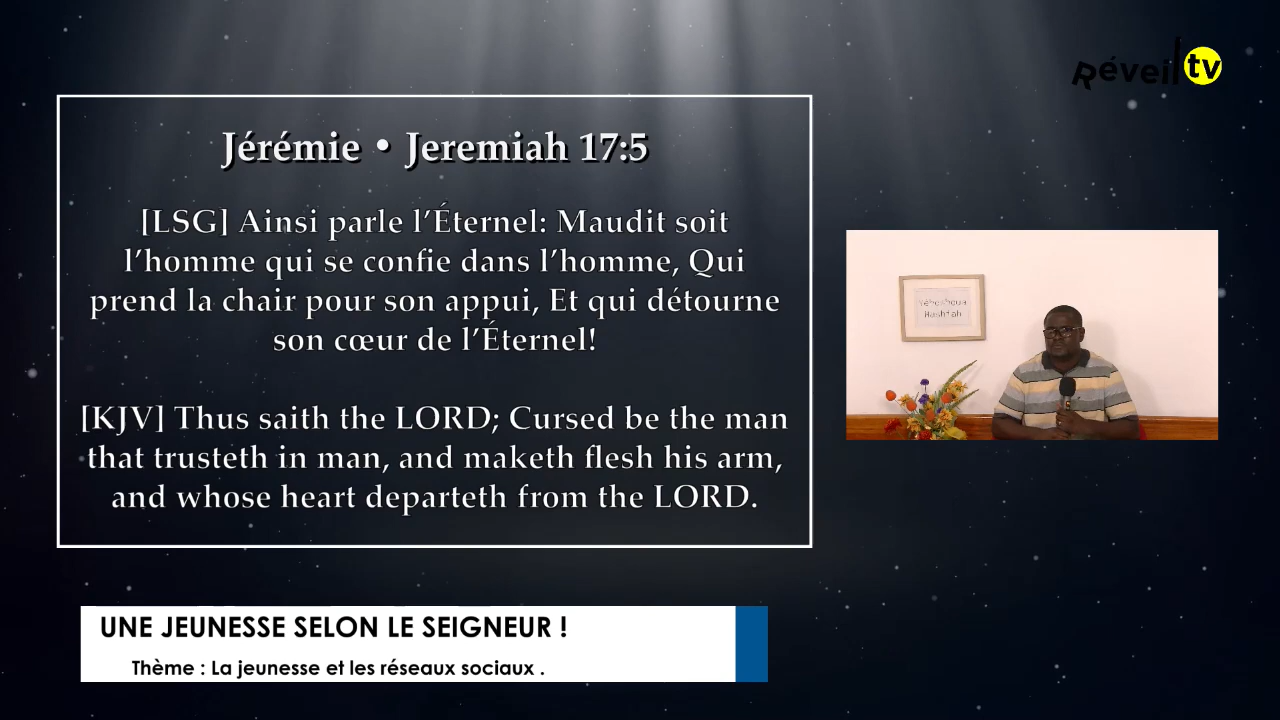 Réveil tv
Jérémie • Jeremiah 17:5
[LSG] Ainsi parle l’Éternel: Maudit soit
l’homme qui se confie dans l’homme, Qui
prend la chair pour son appui, Et qui détourne
son cœur de l’Éternel!
[KJV] Thus saith the LORD; Cursed be the man
that trusteth in man, and maketh flesh his arm,
and whose heart departeth from the LORD.
UNE JEUNESSE SELON LE SEIGNEUR !
Thème : La jeunesse et les réseaux sociaux .